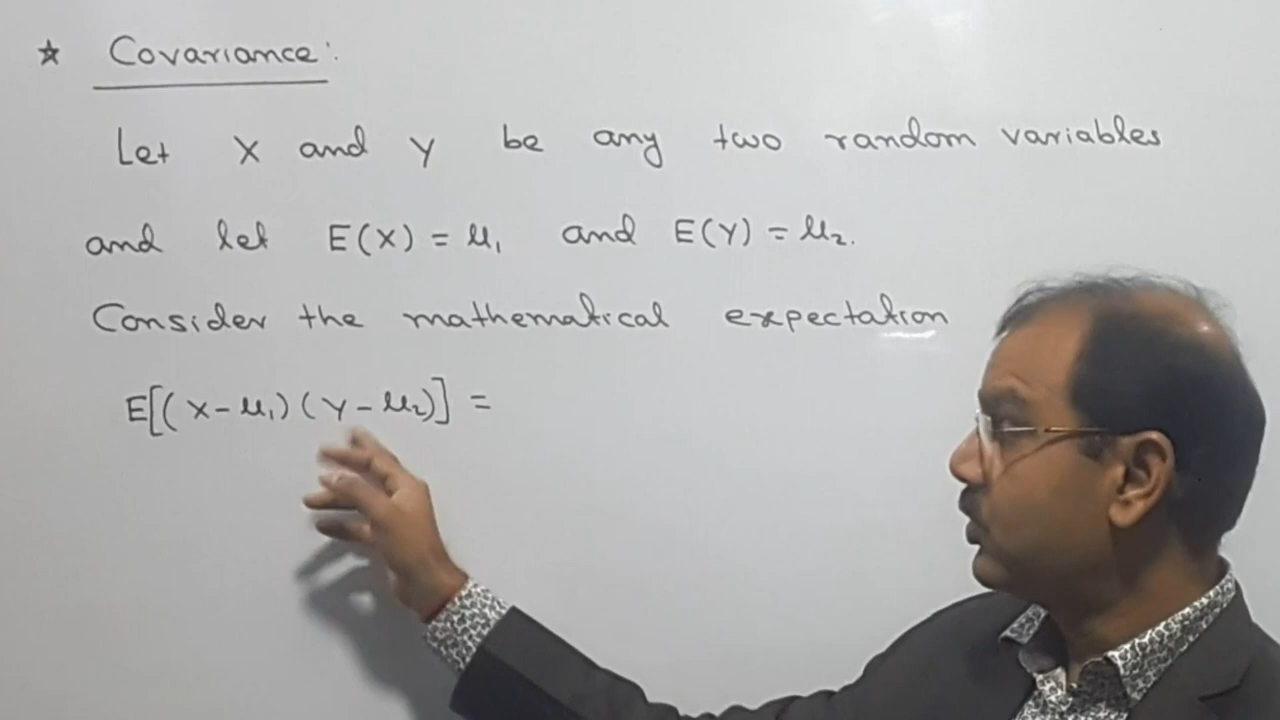 ☆ Covariance:
Let X and Y be any two random variables
and let E(X) = μ₁ and E(Y) = μ₂.
Consider the mathematical expectation
E[(X-μ₁)(Y-μ₂)] =